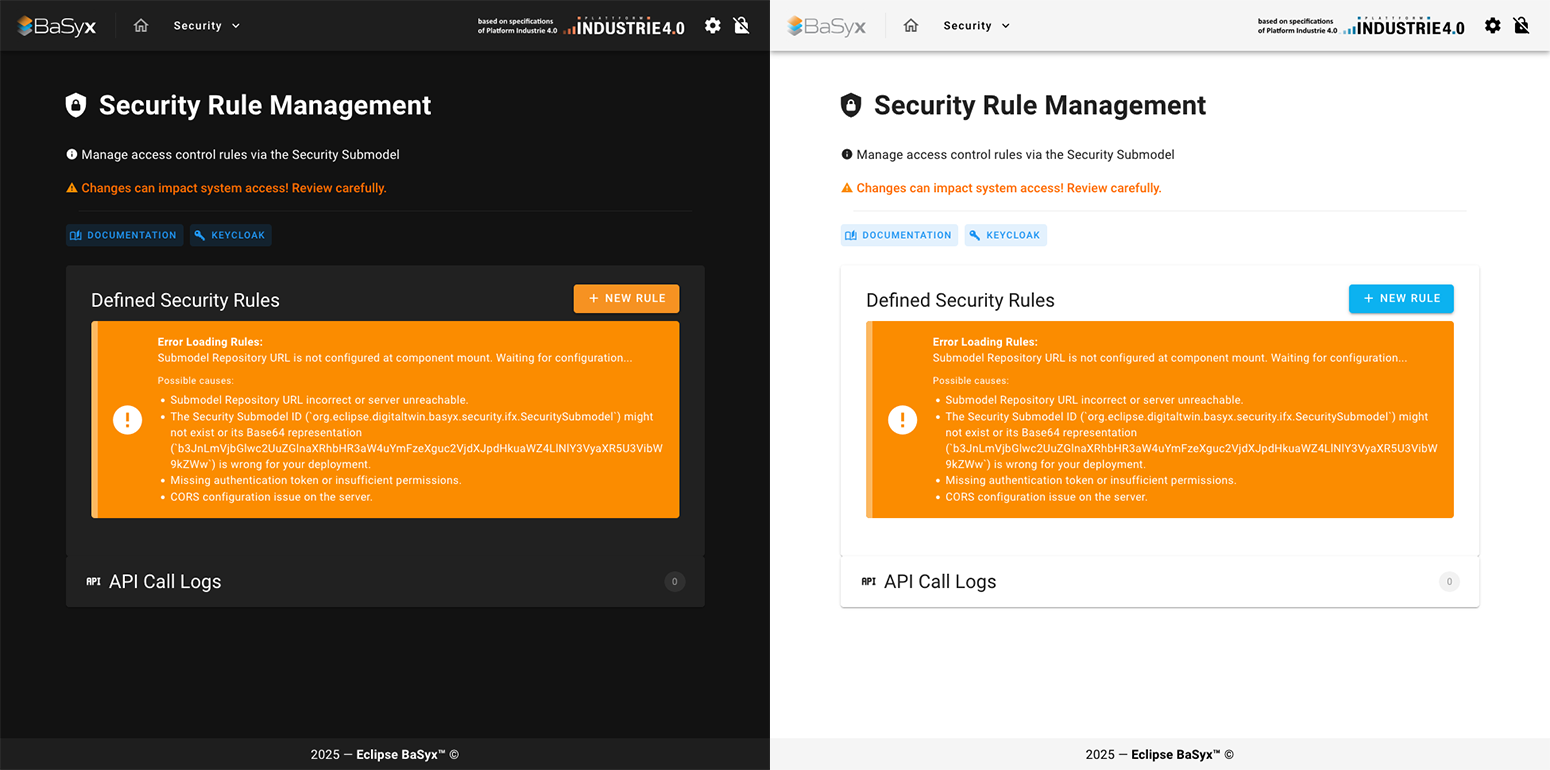 BaSyx
Security
based on specifications
of Platform Industrie 4.0
PLATTFORM
INDUSTRIE4.0
Security Rule Management
Manage access control rules via the Security Submodel
Changes can impact system access! Review carefully.
DOCUMENTATION
KEYCLOAK
Defined Security Rules
+ NEW RULE
Error Loading Rules:
Submodel Repository URL is not configured at component mount. Waiting for configuration...
Possible causes:
• Submodel Repository URL incorrect or server unreachable.
• The Security Submodel ID (`org.eclipse.digitaltwin.basyx.security.ifx.SecuritySubmodel`) might
not exist or its Base64 representation
(`b3JnLmVjbGlwc2UuZGlnaXRhbHR3aW4uYmFzeXguc2VjdXJpdHkuaWZ4LlNlY3VyaXR5U3VibW
9kZWw`) is wrong for your deployment.
• Missing authentication token or insufficient permissions.
• CORS configuration issue on the server.
API
API Call Logs
0
2025 — Eclipse BaSyx™ ©
BaSyx
Security
based on specifications
of Platform Industrie 4.0
PLATTFORM
INDUSTRIE4.0
Security Rule Management
Manage access control rules via the Security Submodel
Changes can impact system access! Review carefully.
DOCUMENTATION
KEYCLOAK
Defined Security Rules
+ NEW RULE
Error Loading Rules:
Submodel Repository URL is not configured at component mount. Waiting for configuration...
Possible causes:
• Submodel Repository URL incorrect or server unreachable.
• The Security Submodel ID (`org.eclipse.digitaltwin.basyx.security.ifx.SecuritySubmodel`) might
not exist or its Base64 representation
(`b3JnLmVjbGlwc2UuZGlnaXRhbHR3aW4uYmFzeXguc2VjdXJpdHkuaWZ4LlNlY3VyaXR5U3VibW
9kZWw`) is wrong for your deployment.
• Missing authentication token or insufficient permissions.
• CORS configuration issue on the server.
API
API Call Logs
0
2025 — Eclipse BaSyx™ ©